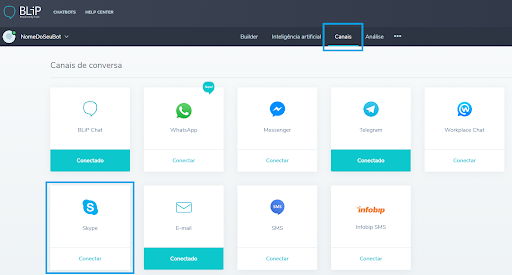 BLiP
CHATBOTS HELP CENTER
NomeDoSeuBot
Builder Inteligência artificial Canais Análise •••
Canais de conversa
BLiP Chat WhatsApp Messenger Telegram Workplace Chat
Conectado Conectar Conectar Conectado Conectar
Skype E-mail SMS SMS infobip Infobip SMS
Conectar Conectado Conectar Conectar